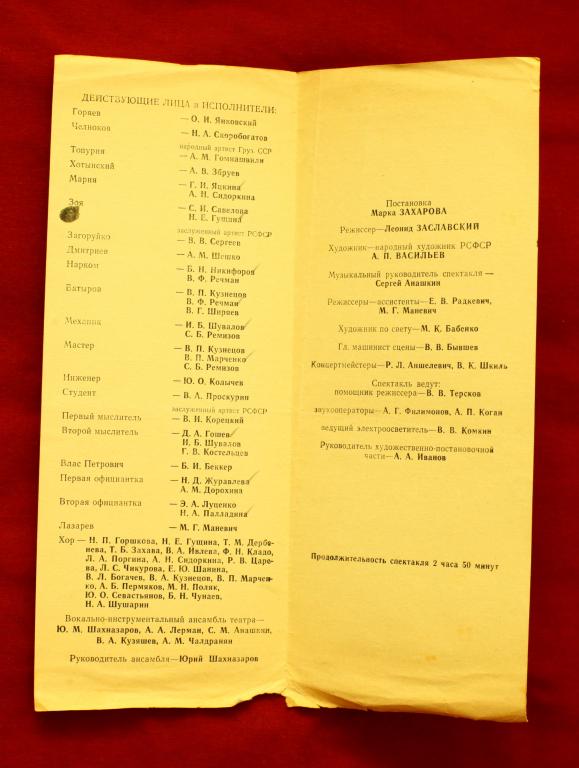 ДЕЙСТВУЮЩИЕ ЛИЦА и ИСПОЛНИТЕЛИ:
Горяев — О. И. Янковский
Челноков — Н. А. Скоробогатов
народный артист Груз. ССР
Топурия — А. М. Гомиашвили
Хотынский — А. В. Збруев
Мария — Г. И. Яцкина
А. Н. Сидоркина
Зоя — С. И. Савелова
Н. Е. Гущина
заслуженный артист РСФСР
Загоруйко — В. В. Сергеев
Дмитриев — А. М. Шешко
Нарком — Б. Н. Никифоров
В. Ф. Речман
Батыров — В. П. Кузнецов
В. Ф. Речман
В. Г. Ширяев
Механик — И. Б. Шувалов
С. Б. Ремизов
Мастер — В. П. Кузнецов
В. П. Марченко
С. Б. Ремизов
Инженер — Ю. О. Колычев
Студент — В. А. Проскурин
заслуженный артист РСФСР
Первый мыслитель — В. И. Корецкий
Второй мыслитель — Д. А. Гошев
И. Б. Шувалов
Г. В. Костельцев
Влас Петрович — Б. И. Беккер
Первая официантка — Н. Д. Журавлева
А. М. Дорохина
Вторая официантка — Э. А. Луценко
Н. А. Палладина
Лазарев — М. Г. Маневич
Хор — Н. П. Горшкова, Н. Е. Гущина, Т. М. Дербе-
нева, Т. Б. Захава, В. А. Ивлева, Ф. Н. Кладо,
Л. А. Поргина, А. Н. Сидоркина, Р. В. Царе-
ва, Л. С. Чикурова, Е. Ю. Шанина,
В. Л. Богачев, В. А. Кузнецов, В. П. Марчен-
ко, А. Б. Пермяков, М. Н. Поляк,
Ю. О. Севастьянов, Б. Н. Чунаев,
Н. А. Шушарин
Вокально-инструментальный ансамбль театра —
Ю. М. Шахназаров, А. А. Лерман, С. М. Анашкин,
В. А. Кузяшев, А. М. Чалдранян
Руководитель ансамбля — Юрий Шахназаров
Постановка
Марка ЗАХАРОВА
Режиссер — Леонид ЗАСЛАВСКИЙ
Художник — народный художник РСФСР
А. П. ВАСИЛЬЕВ
Музыкальный руководитель спектакля —
Сергей Анашкин
Режиссеры — ассистенты — Е. В. Радкевич,
М. Г. Маневич
Художник по свету — М. К. Бабенко
Гл. машинист сцены — В. В. Бывшев
Концертмейстеры — Р. Л. Аншелевич, В. К. Шкиль
Спектакль ведут:
помощник режиссера — В. В. Терсков
звукооператоры — А. Г. Филимонов, А. П. Коган
ведущий электроосветитель — В. В. Комкин
Руководитель художественно-постановочной
части — А. А. Иванов
Продолжительность спектакля 2 часа 50 минут